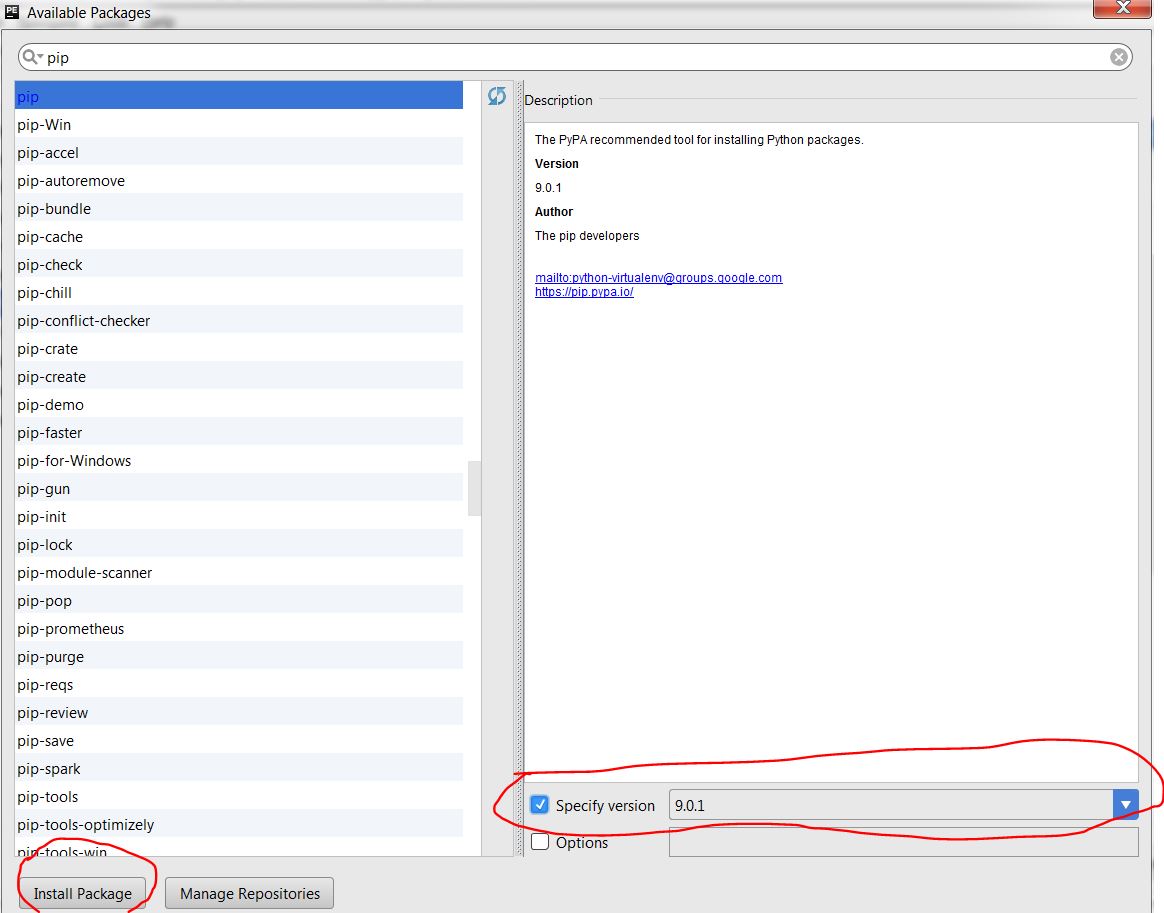 PE Available Packages
pip
pip
pip-Win
pip-accel
pip-autoremove
pip-bundle
pip-cache
pip-check
pip-chill
pip-conflict-checker
pip-crate
pip-create
pip-demo
pip-faster
pip-for-Windows
pip-gun
pip-init
pip-lock
pip-module-scanner
pip-pop
pip-prometheus
pip-purge
pip-reqs
pip-review
pip-save
pip-spark
pip-tools
pip-tools-optimizely
pip-tools-win
Description
The PyPA recommended tool for installing Python packages.
Version
9.0.1
Author
The pip developers
mailto:python-virtualenv@groups.google.com
https://pip.pypa.io/
Specify version 9.0.1
Options
Install Package
Manage Repositories